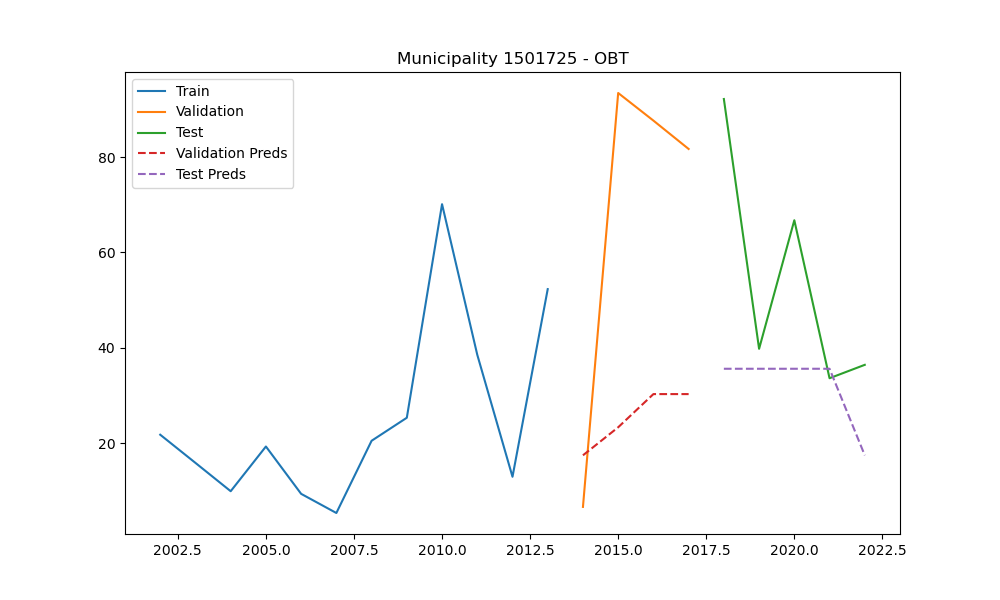 Municipality 1501725 - OBT
Train
Validation
Test
Validation Preds
Test Preds
80
60
40
20
2002.5 2005.0 2007.5 2010.0 2012.5 2015.0 2017.5 2020.0 2022.5